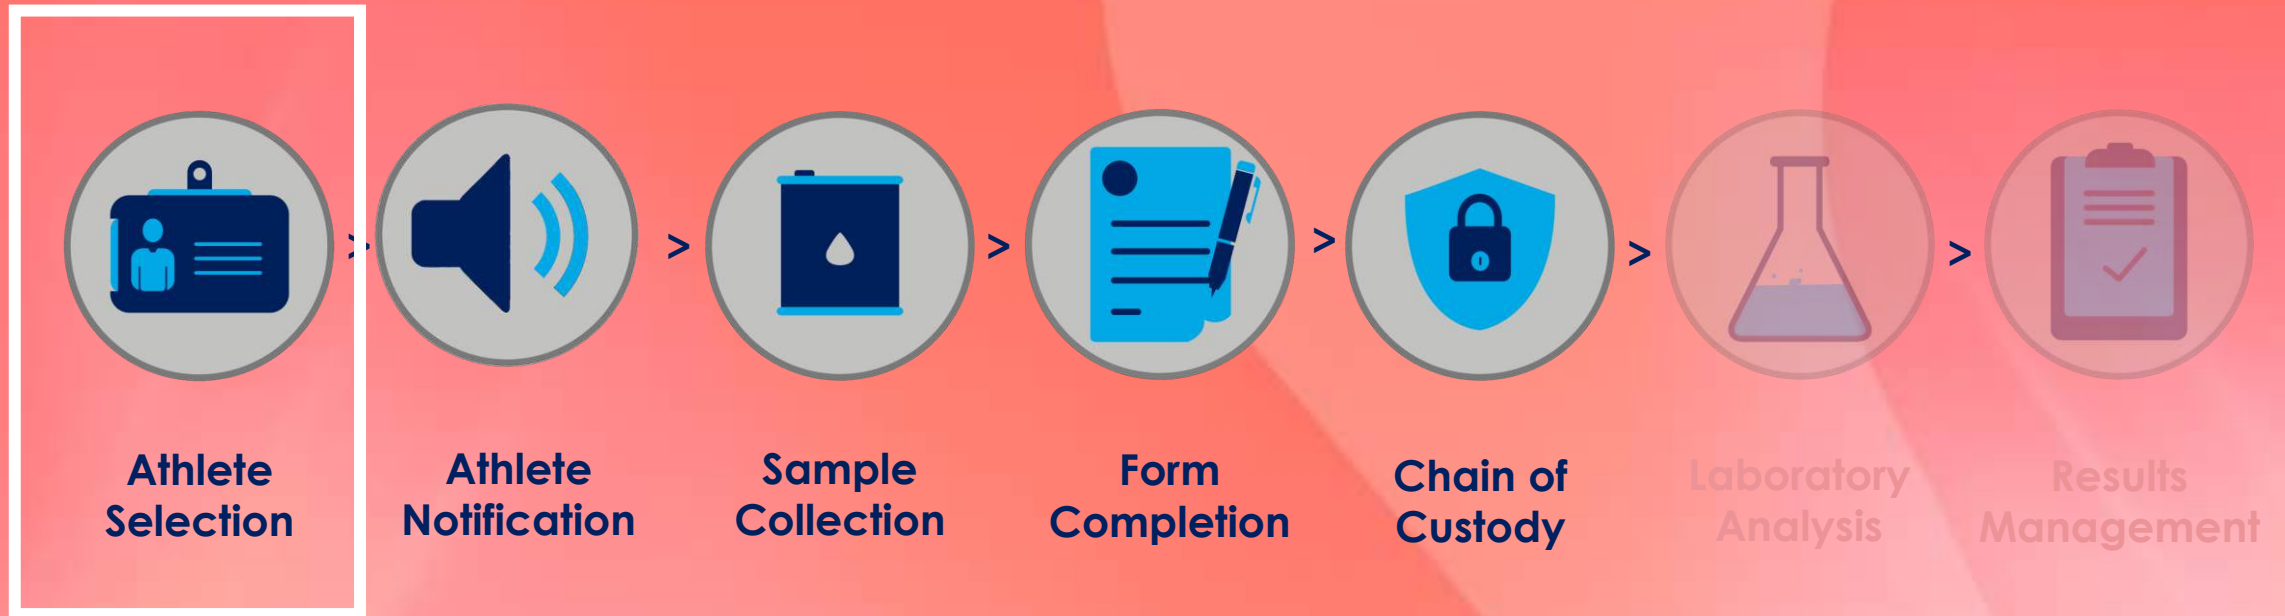 >
>
>
>
>
>
Athlete
Selection
Athlete
Notification
Sample
Collection
Form
Completion
Chain of
Custody
Laboratory
Analysis
Results
Management